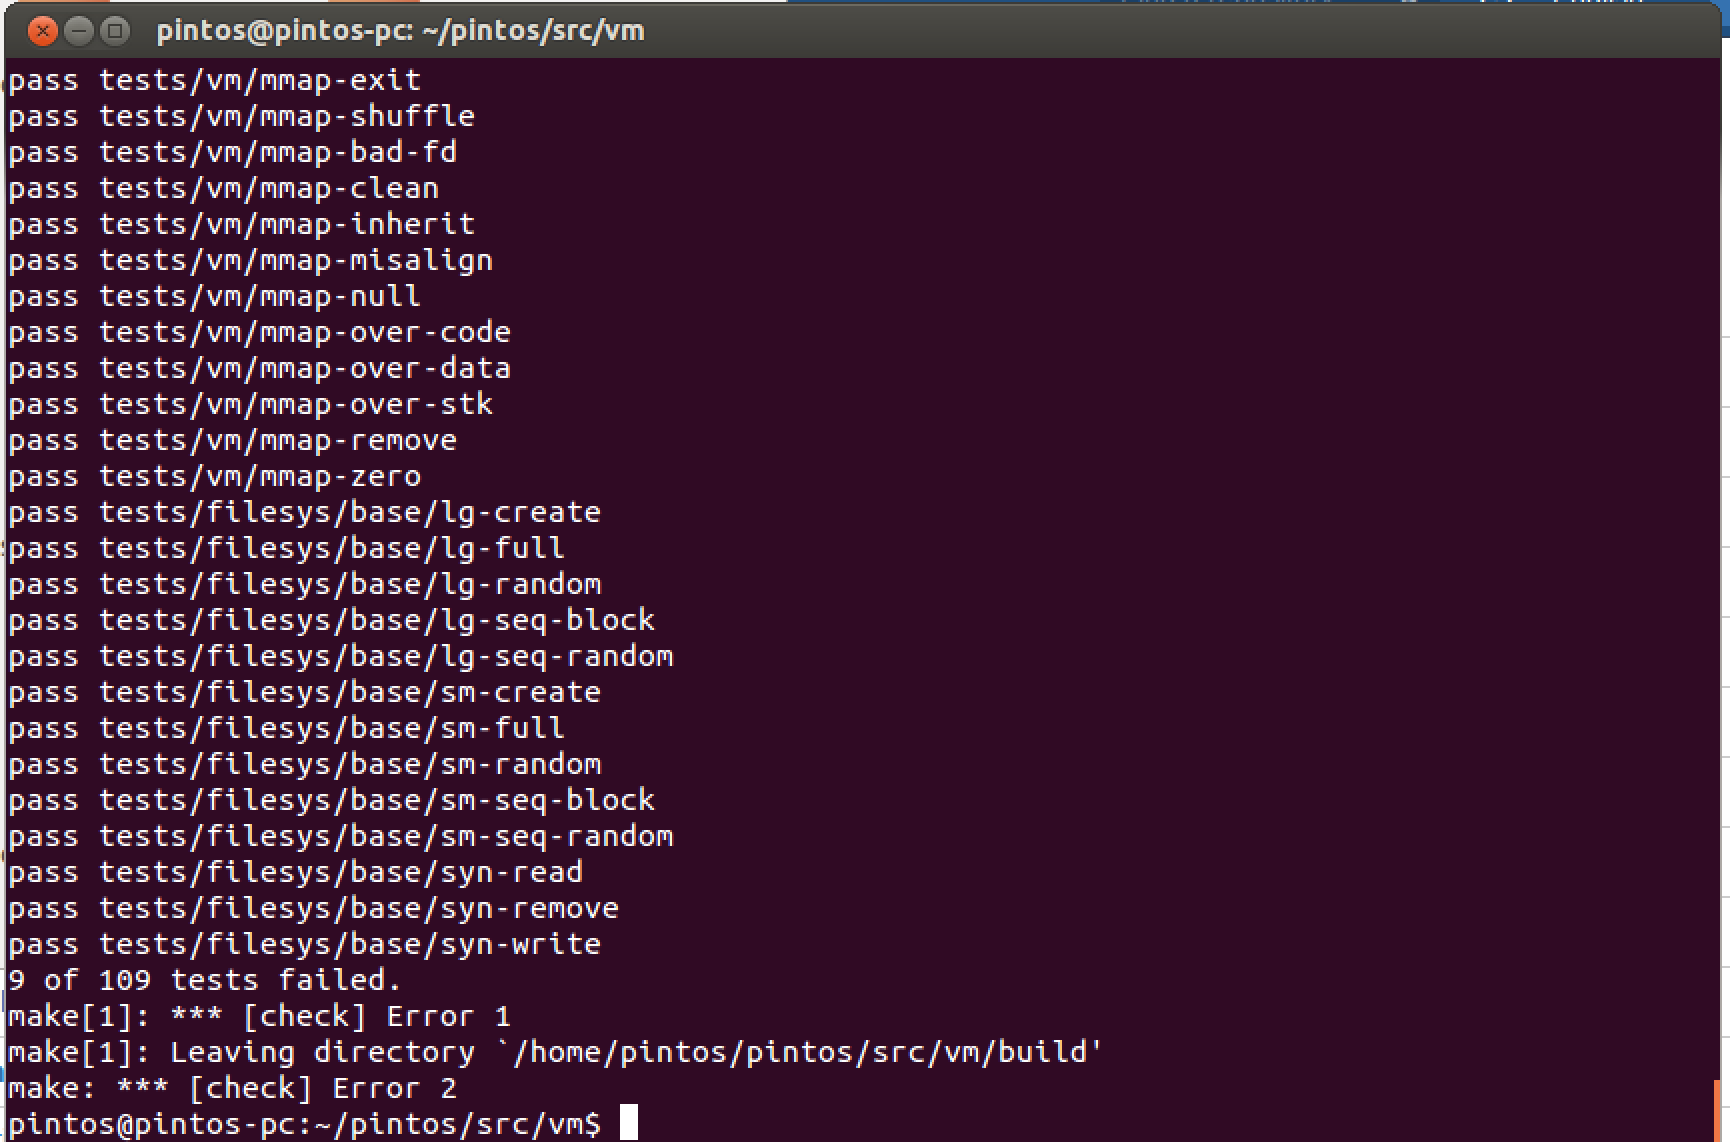 pintos@pintos-pc: ~/pintos/src/vm
pass tests/vm/mmap-exit
pass tests/vm/mmap-shuffle
pass tests/vm/mmap-bad-fd
pass tests/vm/mmap-clean
pass tests/vm/mmap-inherit
pass tests/vm/mmap-misalign
pass tests/vm/mmap-null
pass tests/vm/mmap-over-code
pass tests/vm/mmap-over-data
pass tests/vm/mmap-over-stk
pass tests/vm/mmap-remove
pass tests/vm/mmap-zero
pass tests/filesys/base/lg-create
pass tests/filesys/base/lg-full
pass tests/filesys/base/lg-random
pass tests/filesys/base/lg-seq-block
pass tests/filesys/base/lg-seq-random
pass tests/filesys/base/sm-create
pass tests/filesys/base/sm-full
pass tests/filesys/base/sm-random
pass tests/filesys/base/sm-seq-block
pass tests/filesys/base/sm-seq-random
pass tests/filesys/base/syn-read
pass tests/filesys/base/syn-remove
pass tests/filesys/base/syn-write
9 of 109 tests failed.
make[1]: *** [check] Error 1
make[1]: Leaving directory `/home/pintos/pintos/src/vm/build'
make: *** [check] Error 2
pintos@pintos-pc:~/pintos/src/vm$